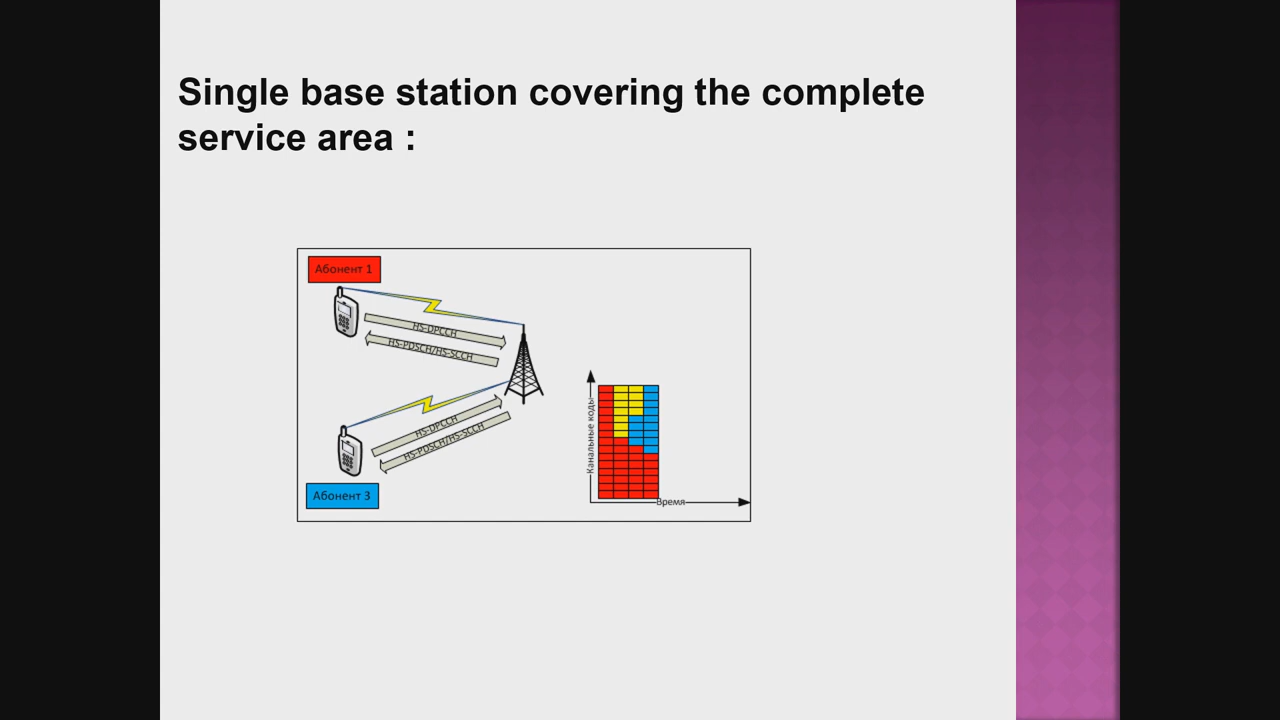 Single base station covering the complete
service area :
Абонент 1
HS-DPCCH
HS-PDSCH/HS-SCCH
HS-DPCCH
HS-PDSCH/HS-SCCH
Абонент 3
Канальные коды
Время